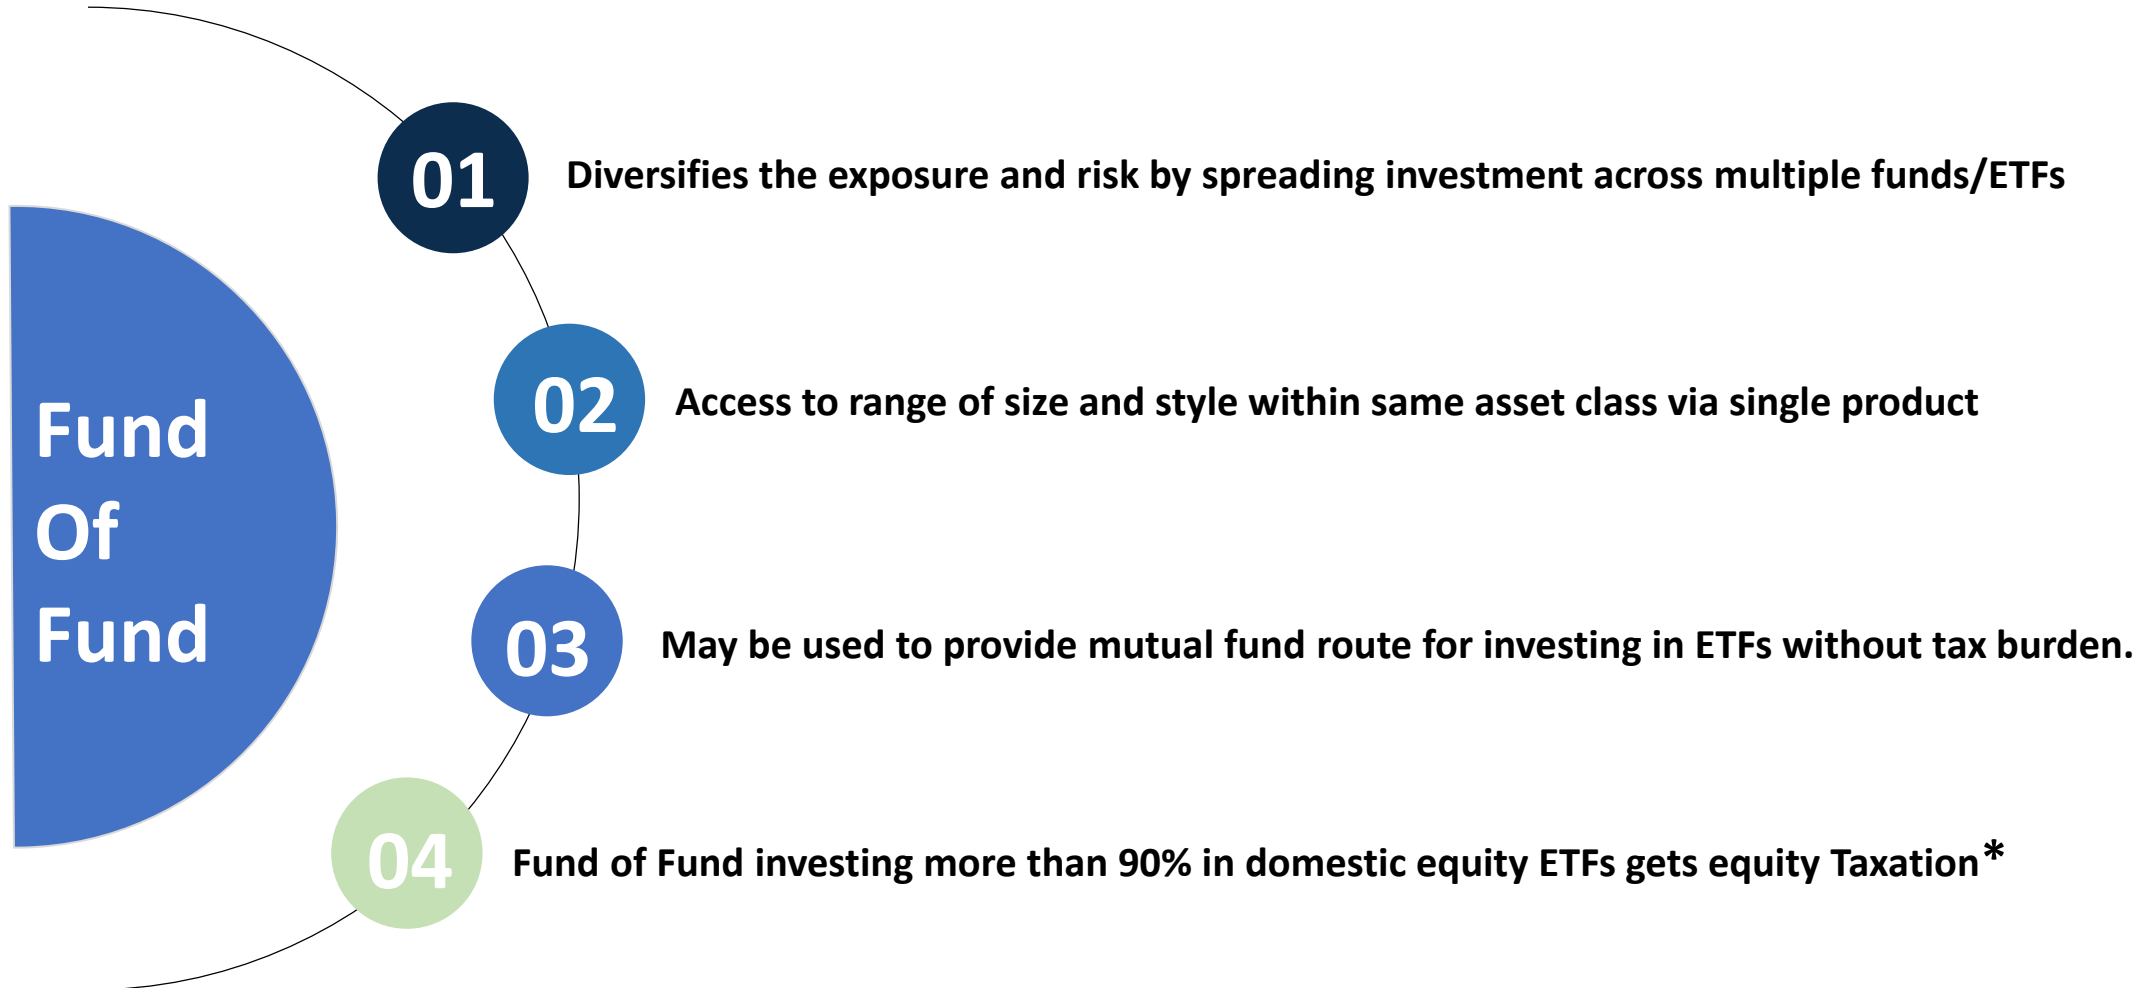 Fund
Of
Fund
01
Diversifies the exposure and risk by spreading investment across multiple funds/ETFs
02
Access to range of size and style within same asset class via single product
03
May be used to provide mutual fund route for investing in ETFs without tax burden.
04
Fund of Fund investing more than 90% in domestic equity ETFs gets equity Taxation*